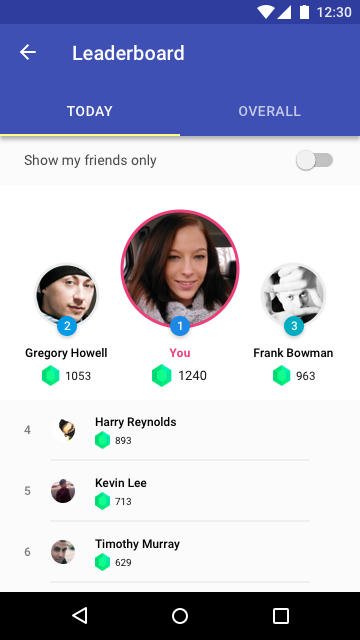 12:30
Leaderboard
TODAY OVERALL
Show my friends only
2 1 3
Gregory Howell You Frank Bowman
1053 1240 963
4 Harry Reynolds
893
5 Kevin Lee
713
6 Timothy Murray
629